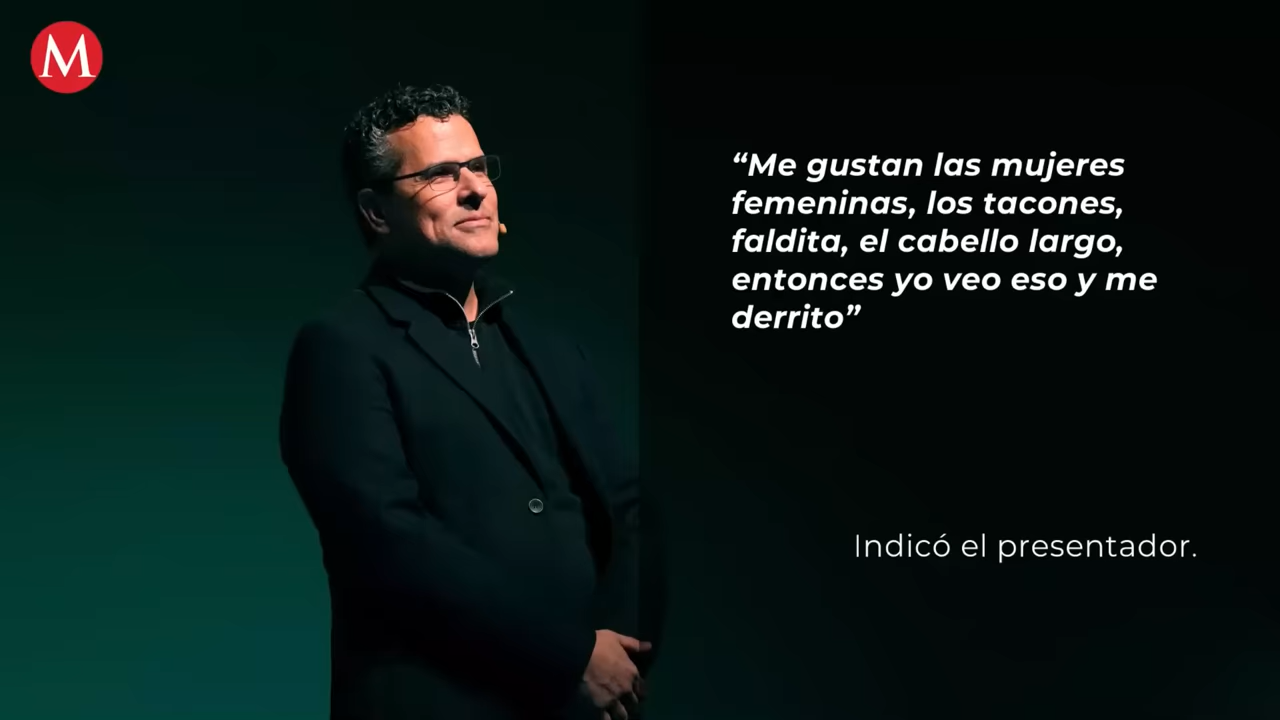 M
“Me gustan las mujeres
femeninas, los tacones,
faldita, el cabello largo,
entonces yo veo eso y me
derrito”
Indicó el presentador.